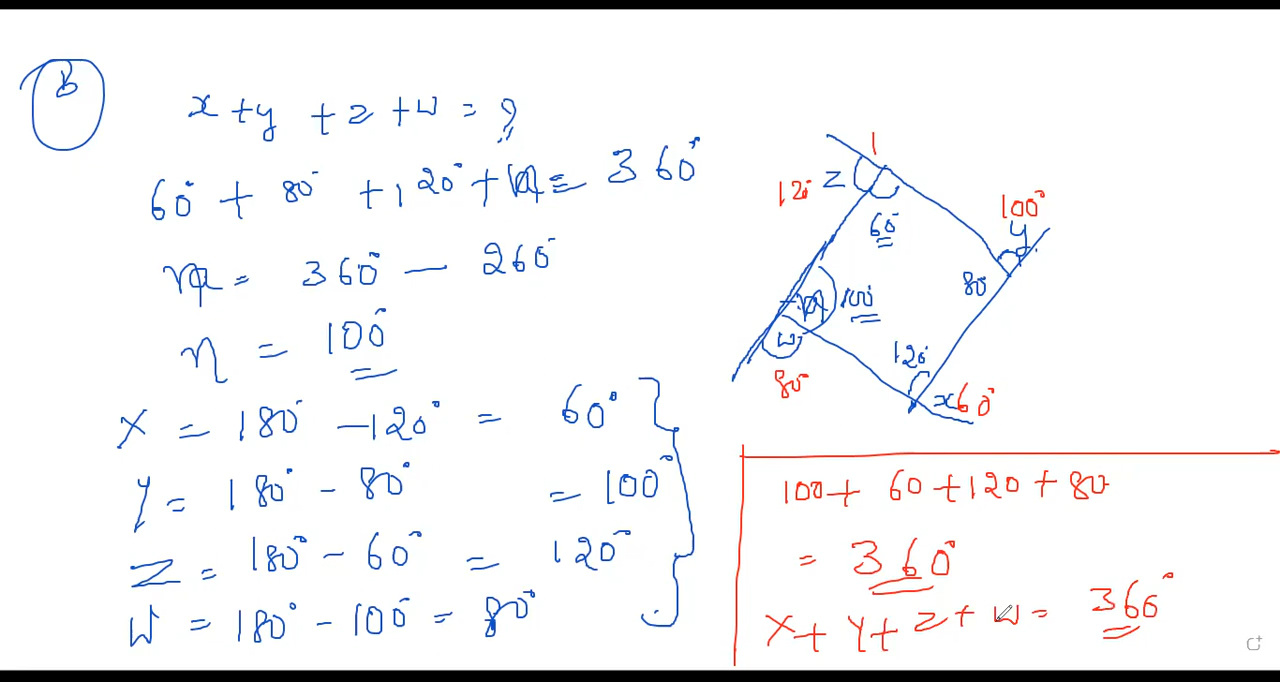 b
x + y + z + w = ?
60° + 80° + 120° + n = 360°
n = 360° - 260°
n = 100°
X = 180° - 120° = 60°
Y = 180° - 80° = 100°
Z = 180° - 60° = 120°
W = 180° - 100° = 80°
1
120 z
60°
100°
y
80
n 100°
w
80
120
x 60°
100 + 60 + 120 + 80
= 360°
X + Y + Z + W = 360°